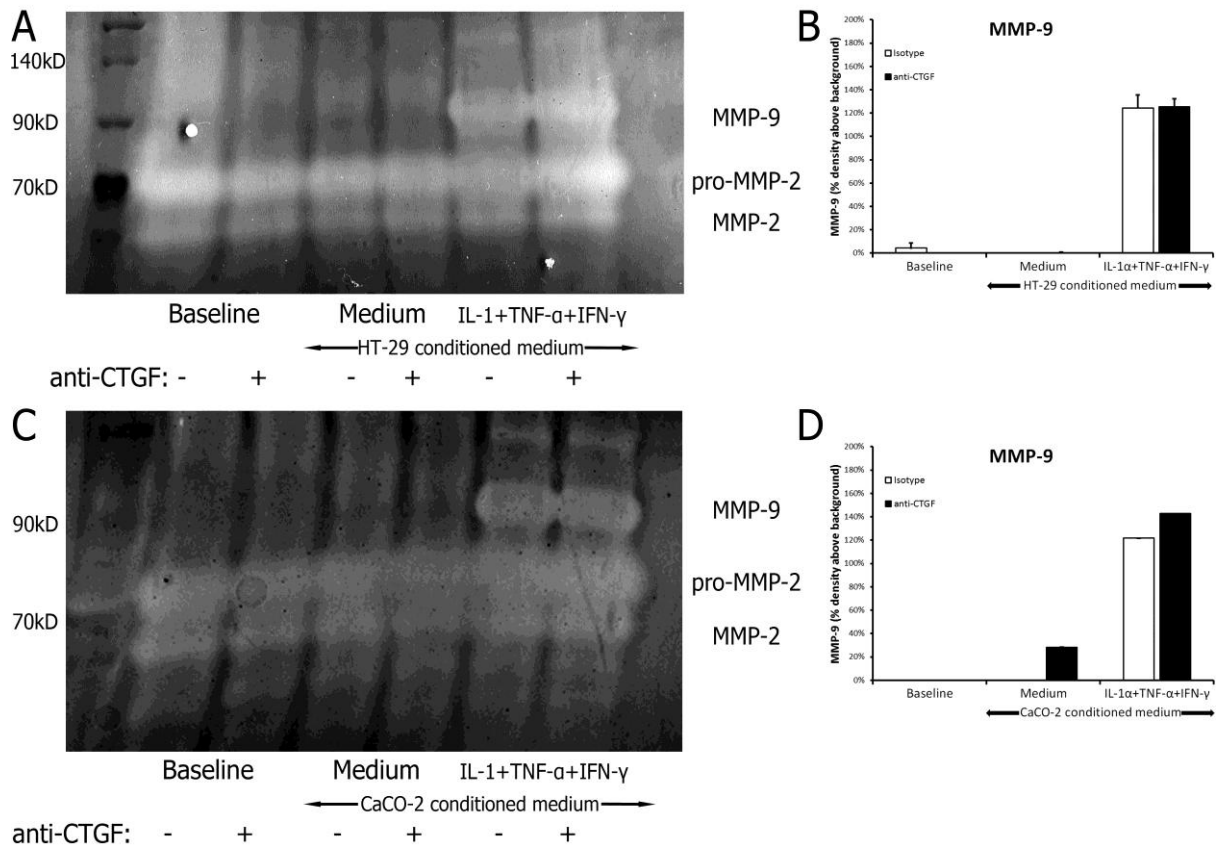 A
140kD
90kD
70kD
MMP-9
pro-MMP-2
MMP-2
Baseline Medium IL-1+TNF-α+IFN-γ
HT-29 conditioned medium
anti-CTGF: - + - + - +
B
MMP-9
Isotype
anti-CTGF
MMP-9 (% density above background)
200%
180%
160%
140%
120%
100%
80%
60%
40%
20%
0%
Baseline Medium IL-1α+TNF-α+IFN-γ
HT-29 conditioned medium
C
90kD
70kD
MMP-9
pro-MMP-2
MMP-2
Baseline Medium IL-1+TNF-α+IFN-γ
CaCO-2 conditioned medium
anti-CTGF: - + - + - +
D
MMP-9
Isotype
anti-CTGF
MMP-9 (% density above background)
200%
180%
160%
140%
120%
100%
80%
60%
40%
20%
0%
Baseline Medium IL-1α+TNF-α+IFN-γ
CaCO-2 conditioned medium